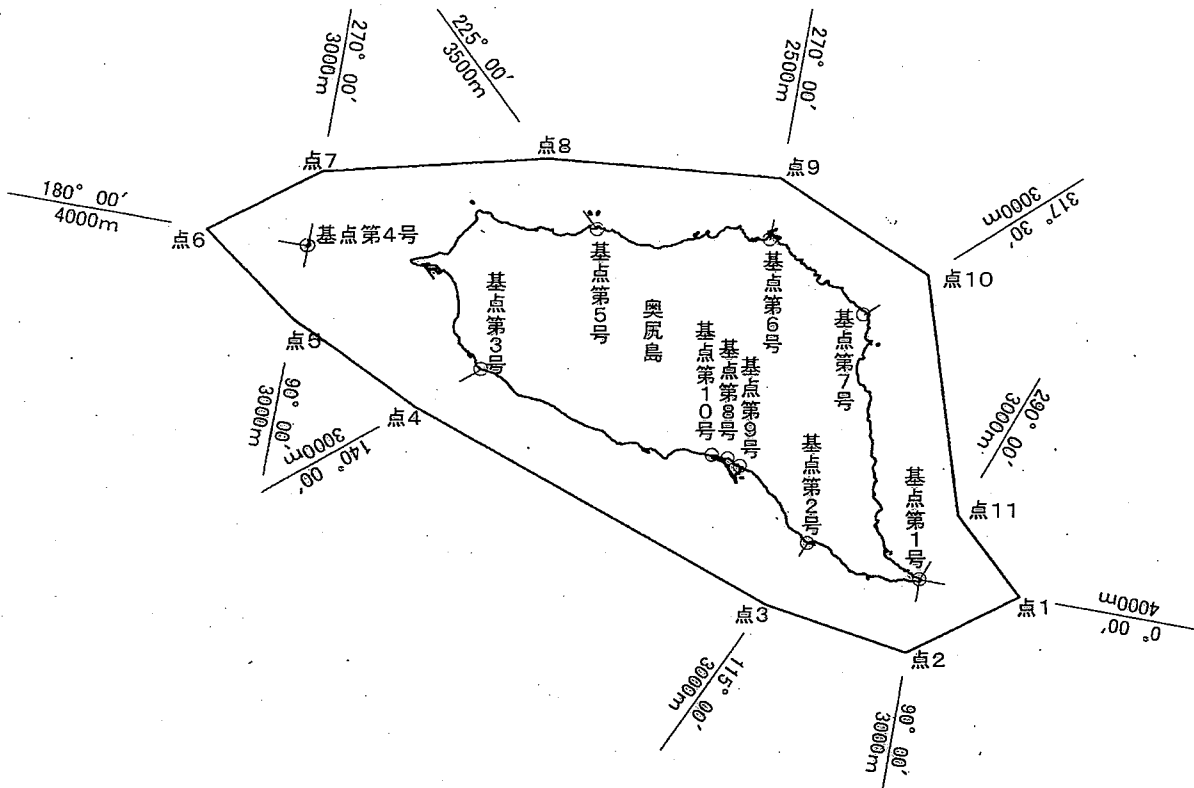 270° 00′
3000m
225° 00′
3500m
270° 00′
2500m
点8
点7
点9
180° 00′
4000m
317° 30′
3000m
点6
基点第4号
点10
基点第3号
基点第5号
奥尻島
基点第6号
基点第7号
点5
基点第10号
基点第8号
基点第9号
90° 00′
3000m
点4
140° 00′
3000m
290° 00′
3000m
基点第2号
基点第1号
点11
点1
0° 00′
4000m
点3
点2
115° 00′
3000m
90° 00′
3000m